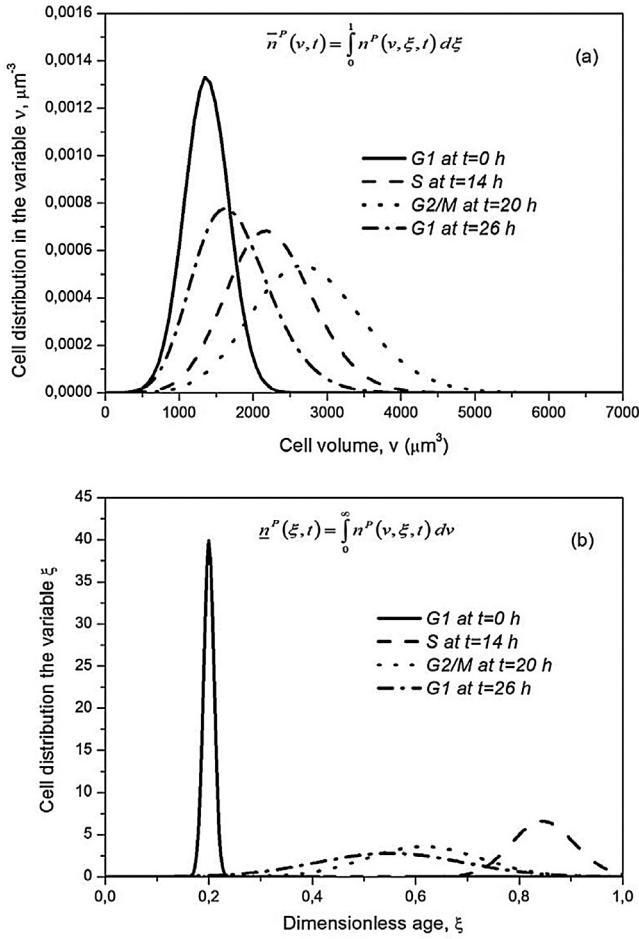 n̅ᴾ(v,t) = ∫₀¹ nᴾ(v,ξ,t) dξ
(a)
G1 at t=0 h
S at t=14 h
G2/M at t=20 h
G1 at t=26 h
Cell distribution in the variable v, μm⁻³
0,0016
0,0014
0,0012
0,0010
0,0008
0,0006
0,0004
0,0002
0,0000
0 1000 2000 3000 4000 5000 6000 7000
Cell volume, v (μm³)
n̲ᴾ(ξ,t) = ∫₀^∞ nᴾ(v,ξ,t) dv
(b)
G1 at t=0 h
S at t=14 h
G2/M at t=20 h
G1 at t=26 h
Cell distribution the variable ξ
45
40
35
30
25
20
15
10
5
0
0,0 0,2 0,4 0,6 0,8 1,0
Dimensionless age, ξ